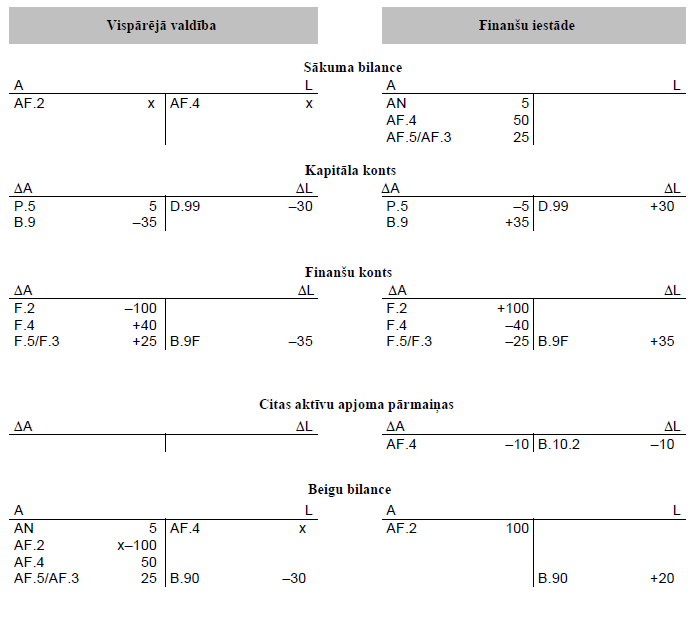 Vispārējā valdība Finanšu iestāde
Sākuma bilance
A L A L
AF.2 x AF.4 x AN 5
AF.4 50
AF.5/AF.3 25
Kapitāla konts
ΔA ΔL ΔA ΔL
P.5 5 D.99 –30 P.5 –5 D.99 +30
B.9 –35 B.9 +35
Finanšu konts
ΔA ΔL ΔA ΔL
F.2 –100 F.2 +100
F.4 +40 F.4 –40
F.5/F.3 +25 B.9F –35 F.5/F.3 –25 B.9F +35
Citas aktīvu apjoma pārmaiņas
ΔA ΔL ΔA ΔL
AF.4 –10 B.10.2 –10
Beigu bilance
A L A L
AN 5 AF.4 x AF.2 100
AF.2 x–100
AF.4 50
AF.5/AF.3 25 B.90 –30 B.90 +20